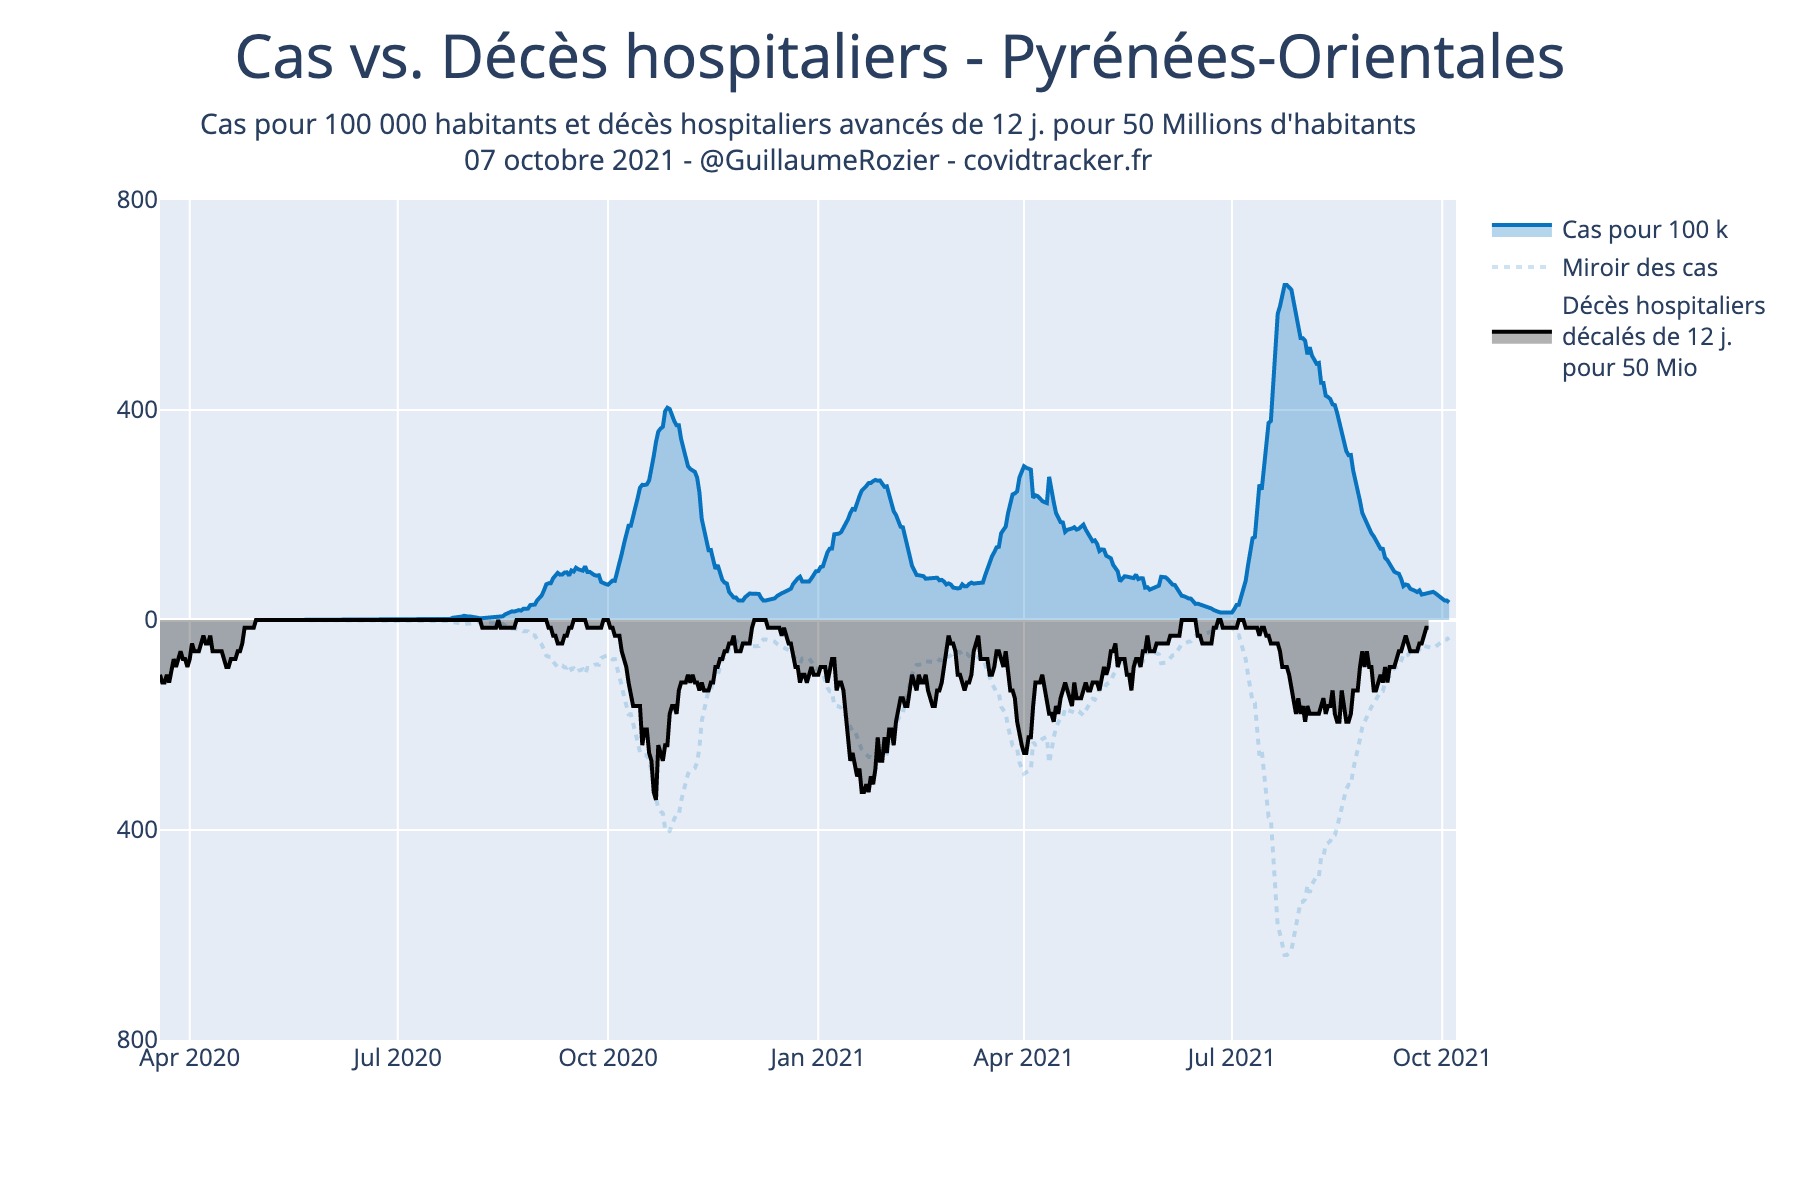 Cas vs. Décès hospitaliers - Pyrénées-Orientales
Cas pour 100 000 habitants et décès hospitaliers avancés de 12 j. pour 50 Millions d'habitants
07 octobre 2021 - @GuillaumeRozier - covidtracker.fr
800
400
0
400
800
Apr 2020
Jul 2020
Oct 2020
Jan 2021
Apr 2021
Jul 2021
Oct 2021
Cas pour 100 k
Miroir des cas
Décès hospitaliers
décalés de 12 j.
pour 50 Mio